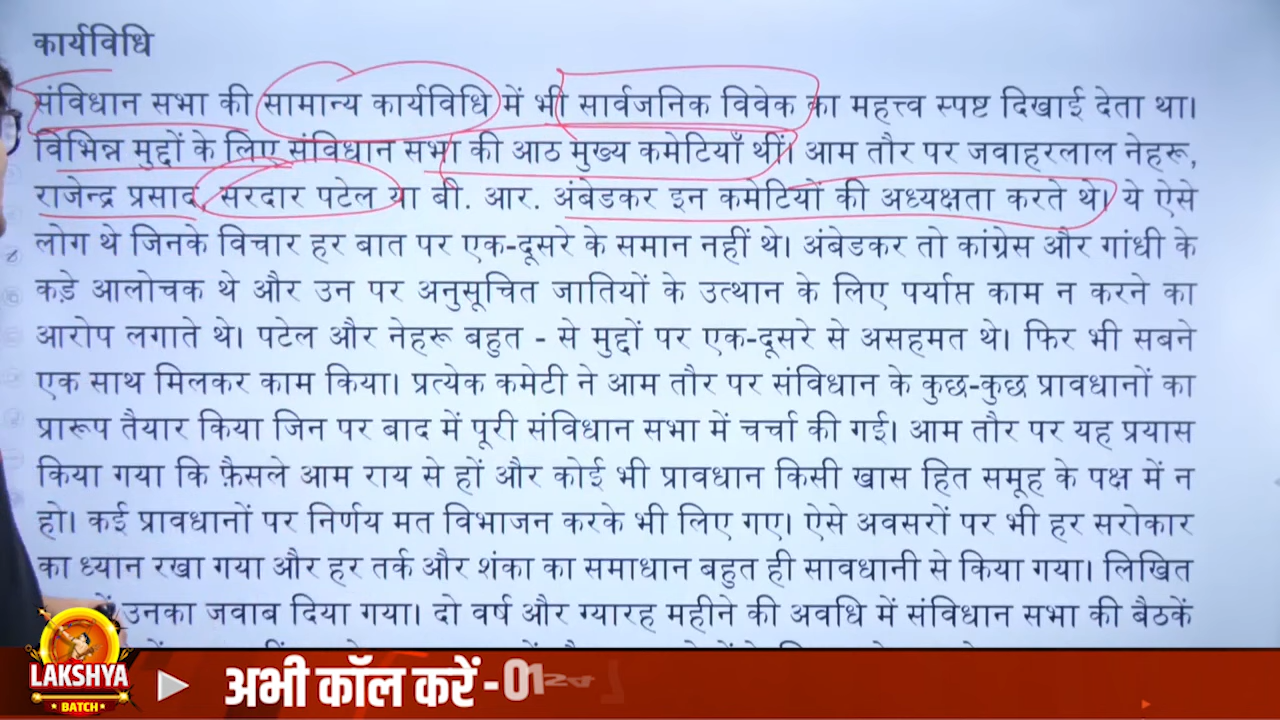 कार्यविधि
संविधान सभा की सामान्य कार्यविधि में भी सार्वजनिक विवेक का महत्त्व स्पष्ट दिखाई देता था।
विभिन्न मुद्दों के लिए संविधान सभा की आठ मुख्य कमेटियाँ थीं। आम तौर पर जवाहरलाल नेहरू,
राजेन्द्र प्रसाद, सरदार पटेल या बी. आर. अंबेडकर इन कमेटियों की अध्यक्षता करते थे। ये ऐसे
लोग थे जिनके विचार हर बात पर एक-दूसरे के समान नहीं थे। अंबेडकर तो कांग्रेस और गांधी के
कड़े आलोचक थे और उन पर अनुसूचित जातियों के उत्थान के लिए पर्याप्त काम न करने का
आरोप लगाते थे। पटेल और नेहरू बहुत - से मुद्दों पर एक-दूसरे से असहमत थे। फिर भी सबने
एक साथ मिलकर काम किया। प्रत्येक कमेटी ने आम तौर पर संविधान के कुछ-कुछ प्रावधानों का
प्रारूप तैयार किया जिन पर बाद में पूरी संविधान सभा में चर्चा की गई। आम तौर पर यह प्रयास
किया गया कि फ़ैसले आम राय से हों और कोई भी प्रावधान किसी खास हित समूह के पक्ष में न
हो। कई प्रावधानों पर निर्णय मत विभाजन करके भी लिए गए। ऐसे अवसरों पर भी हर सरोकार
का ध्यान रखा गया और हर तर्क और शंका का समाधान बहुत ही सावधानी से किया गया। लिखित
उनका जवाब दिया गया। दो वर्ष और ग्यारह महीने की अवधि में संविधान सभा की बैठकें
LAKSHYA
BATCH
अभी कॉल करें - 01